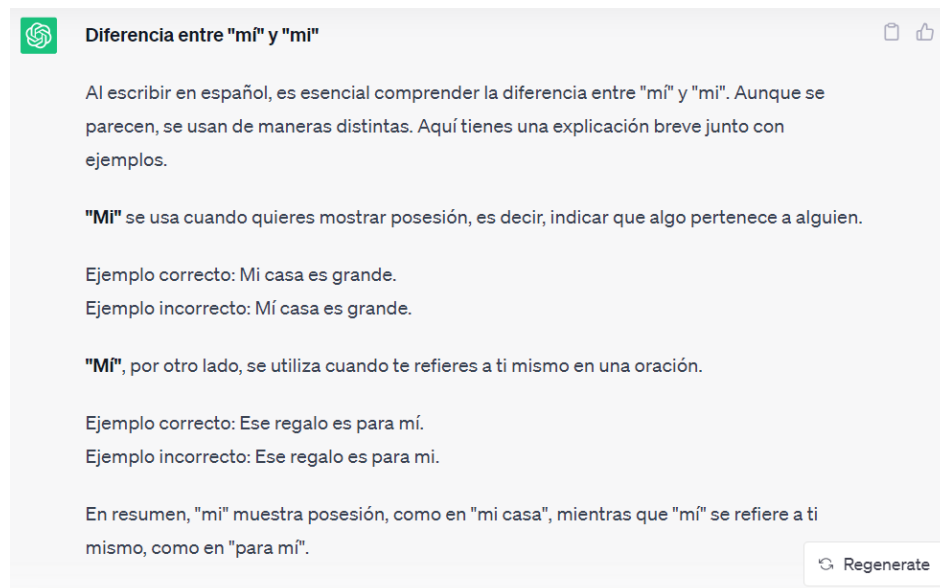 Diferencia entre "mí" y "mi"
Al escribir en español, es esencial comprender la diferencia entre "mí" y "mi". Aunque se
parecen, se usan de maneras distintas. Aquí tienes una explicación breve junto con
ejemplos.
"Mi" se usa cuando quieres mostrar posesión, es decir, indicar que algo pertenece a alguien.
Ejemplo correcto: Mi casa es grande.
Ejemplo incorrecto: Mí casa es grande.
"Mí", por otro lado, se utiliza cuando te refieres a ti mismo en una oración.
Ejemplo correcto: Ese regalo es para mí.
Ejemplo incorrecto: Ese regalo es para mi.
En resumen, "mi" muestra posesión, como en "mi casa", mientras que "mí" se refiere a ti
mismo, como en "para mí".
Regenerate